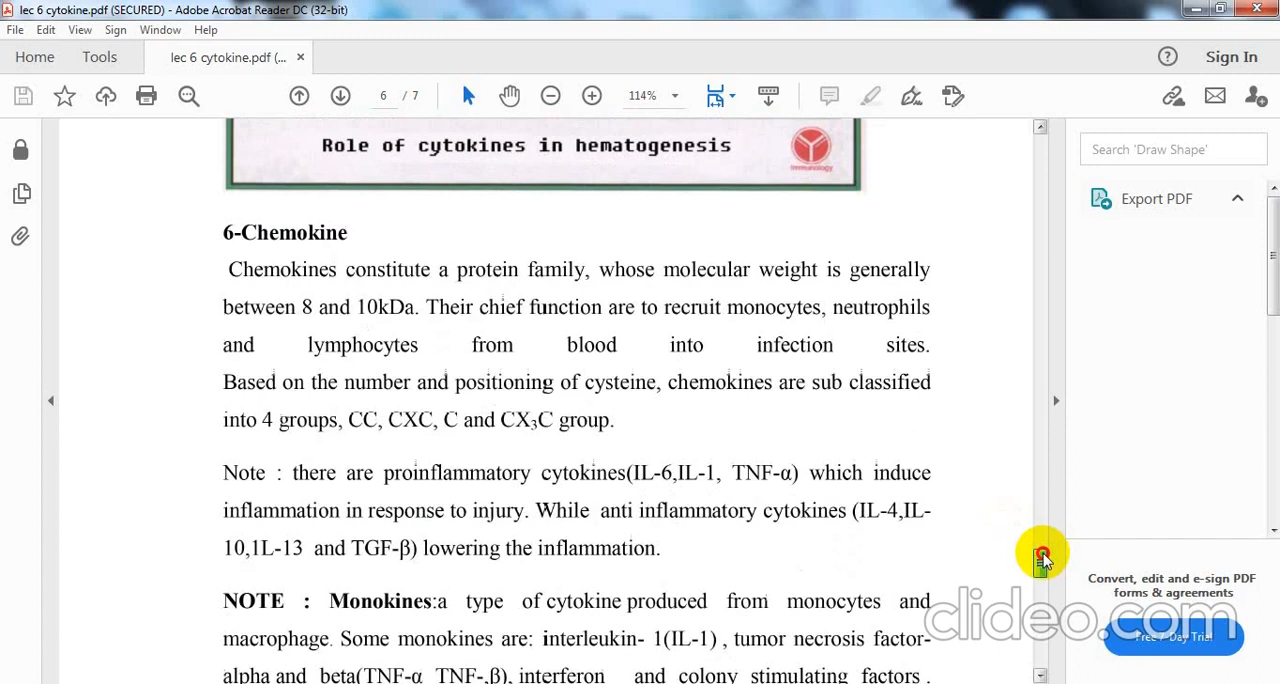 lec 6 cytokine.pdf (SECURED) - Adobe Acrobat Reader DC (32-bit)
File Edit View Sign Window Help
Home Tools lec 6 cytokine.pdf (... × Sign In
6 / 7 114%
Role of cytokines in hematogenesis
Immunology
Search 'Draw Shape'
Export PDF
6-Chemokine
Chemokines constitute a protein family, whose molecular weight is generally
between 8 and 10kDa. Their chief function are to recruit monocytes, neutrophils
and lymphocytes from blood into infection sites.
Based on the number and positioning of cysteine, chemokines are sub classified
into 4 groups, CC, CXC, C and CX₃C group.
Note : there are proinflammatory cytokines(IL-6,IL-1, TNF-α) which induce
inflammation in response to injury. While anti inflammatory cytokines (IL-4,IL-
10,1L-13 and TGF-β) lowering the inflammation.
NOTE : Monokines:a type of cytokine produced from monocytes and
macrophage. Some monokines are: interleukin- 1(IL-1) , tumor necrosis factor-
alpha and beta(TNF-α TNF-,β), interferon and colony stimulating factors .
Convert, edit and e-sign PDF
forms & agreements
Free 7-Day Trial
clideo.com